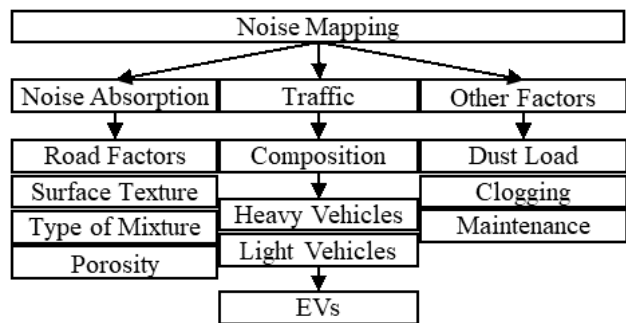 Noise Mapping
Noise Absorption
Traffic
Other Factors
Road Factors
Composition
Dust Load
Surface Texture
Heavy Vehicles
Clogging
Type of Mixture
Light Vehicles
Maintenance
Porosity
EVs